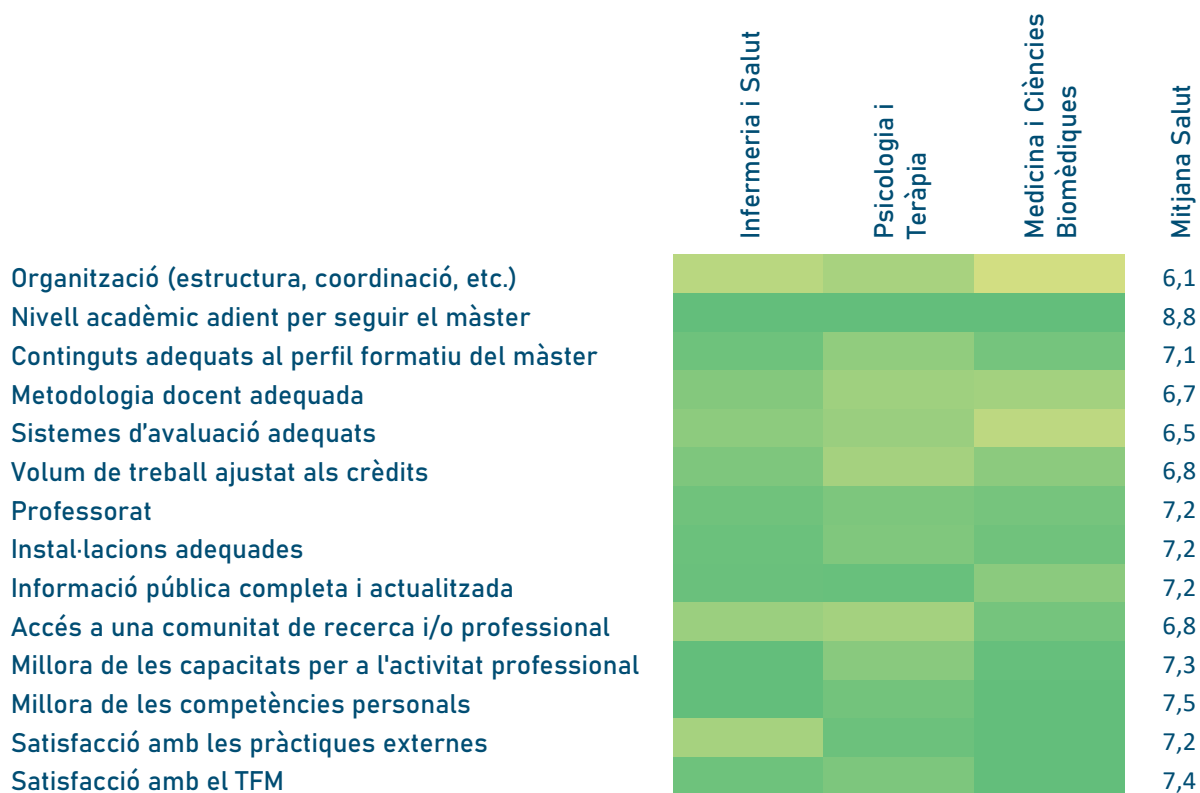 Infermeria i Salut
Psicologia i
Teràpia
Medicina i Ciències
Biomèdiques
Mitjana Salut
Organització (estructura, coordinació, etc.) 6,1
Nivell acadèmic adient per seguir el màster 8,8
Continguts adequats al perfil formatiu del màster 7,1
Metodologia docent adequada 6,7
Sistemes d’avaluació adequats 6,5
Volum de treball ajustat als crèdits 6,8
Professorat 7,2
Instal·lacions adequades 7,2
Informació pública completa i actualitzada 7,2
Accés a una comunitat de recerca i/o professional 6,8
Millora de les capacitats per a l'activitat professional 7,3
Millora de les competències personals 7,5
Satisfacció amb les pràctiques externes 7,2
Satisfacció amb el TFM 7,4